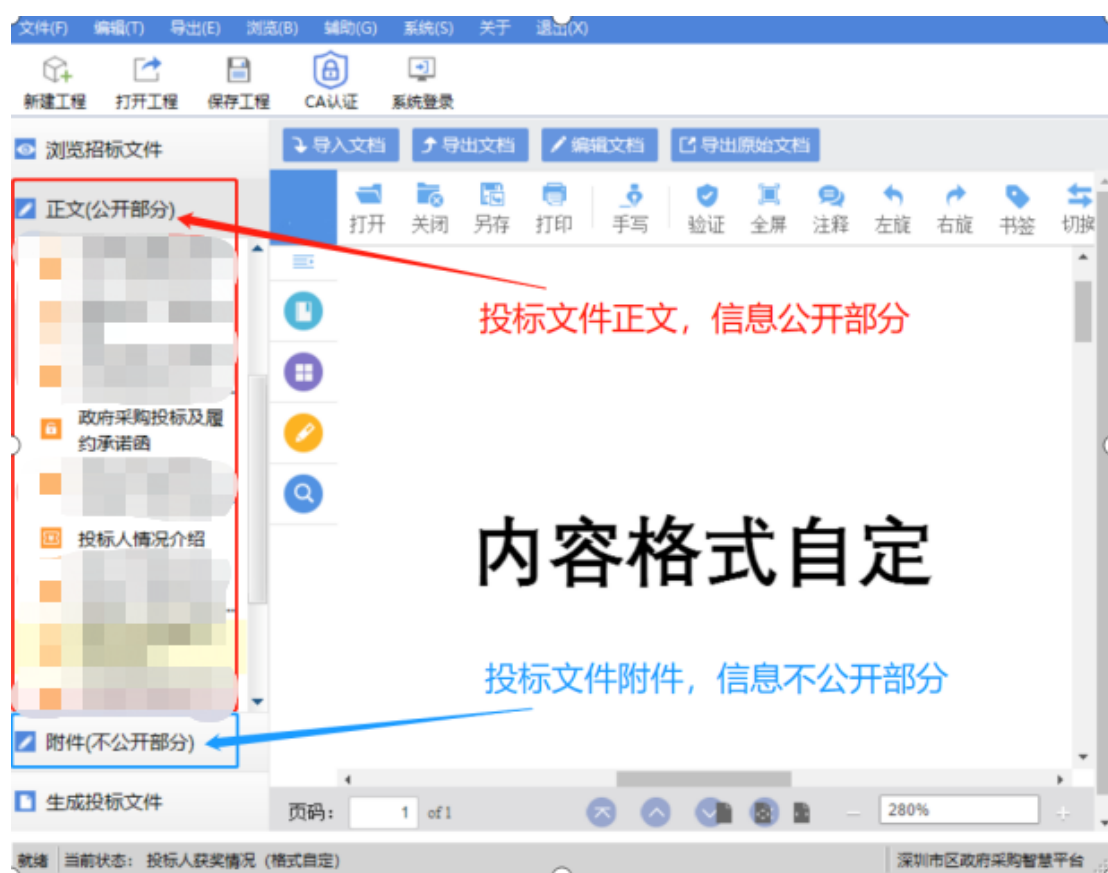 文件(F) 编辑(T) 导出(E) 浏览(B) 辅助(G) 系统(S) 关于 退出(X)
新建工程 打开工程 保存工程 CA认证 系统登录
浏览招标文件
导入文档 导出文档 编辑文档 导出原始文档
正文(公开部分)
打开 关闭 另存 打印 手写 验证 全屏 注释 左旋 右旋 书签 切换
投标文件正文，信息公开部分
政府采购投标及履
约承诺函
投标人情况介绍
内容格式自定
投标文件附件，信息不公开部分
附件(不公开部分)
生成投标文件
页码: 1 of 1 280%
就绪 当前状态: 投标人获奖情况 (格式自定) 深圳市区政府采购智慧平台